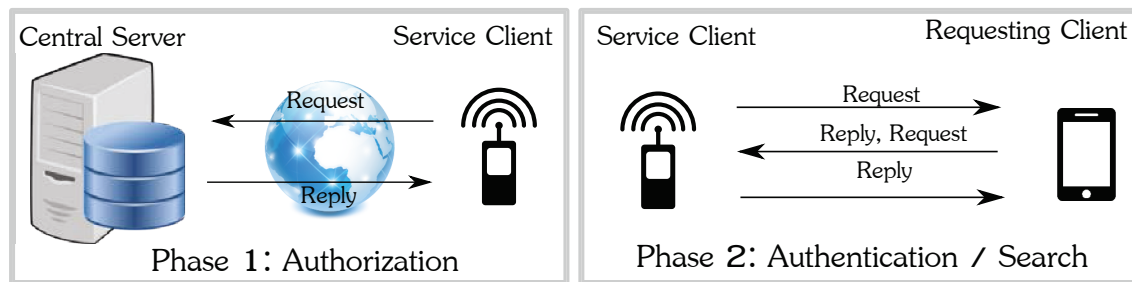 Central Server
Service Client
Request
Reply
Phase 1: Authorization
Service Client
Requesting Client
Request
Reply, Request
Reply
Phase 2: Authentication / Search